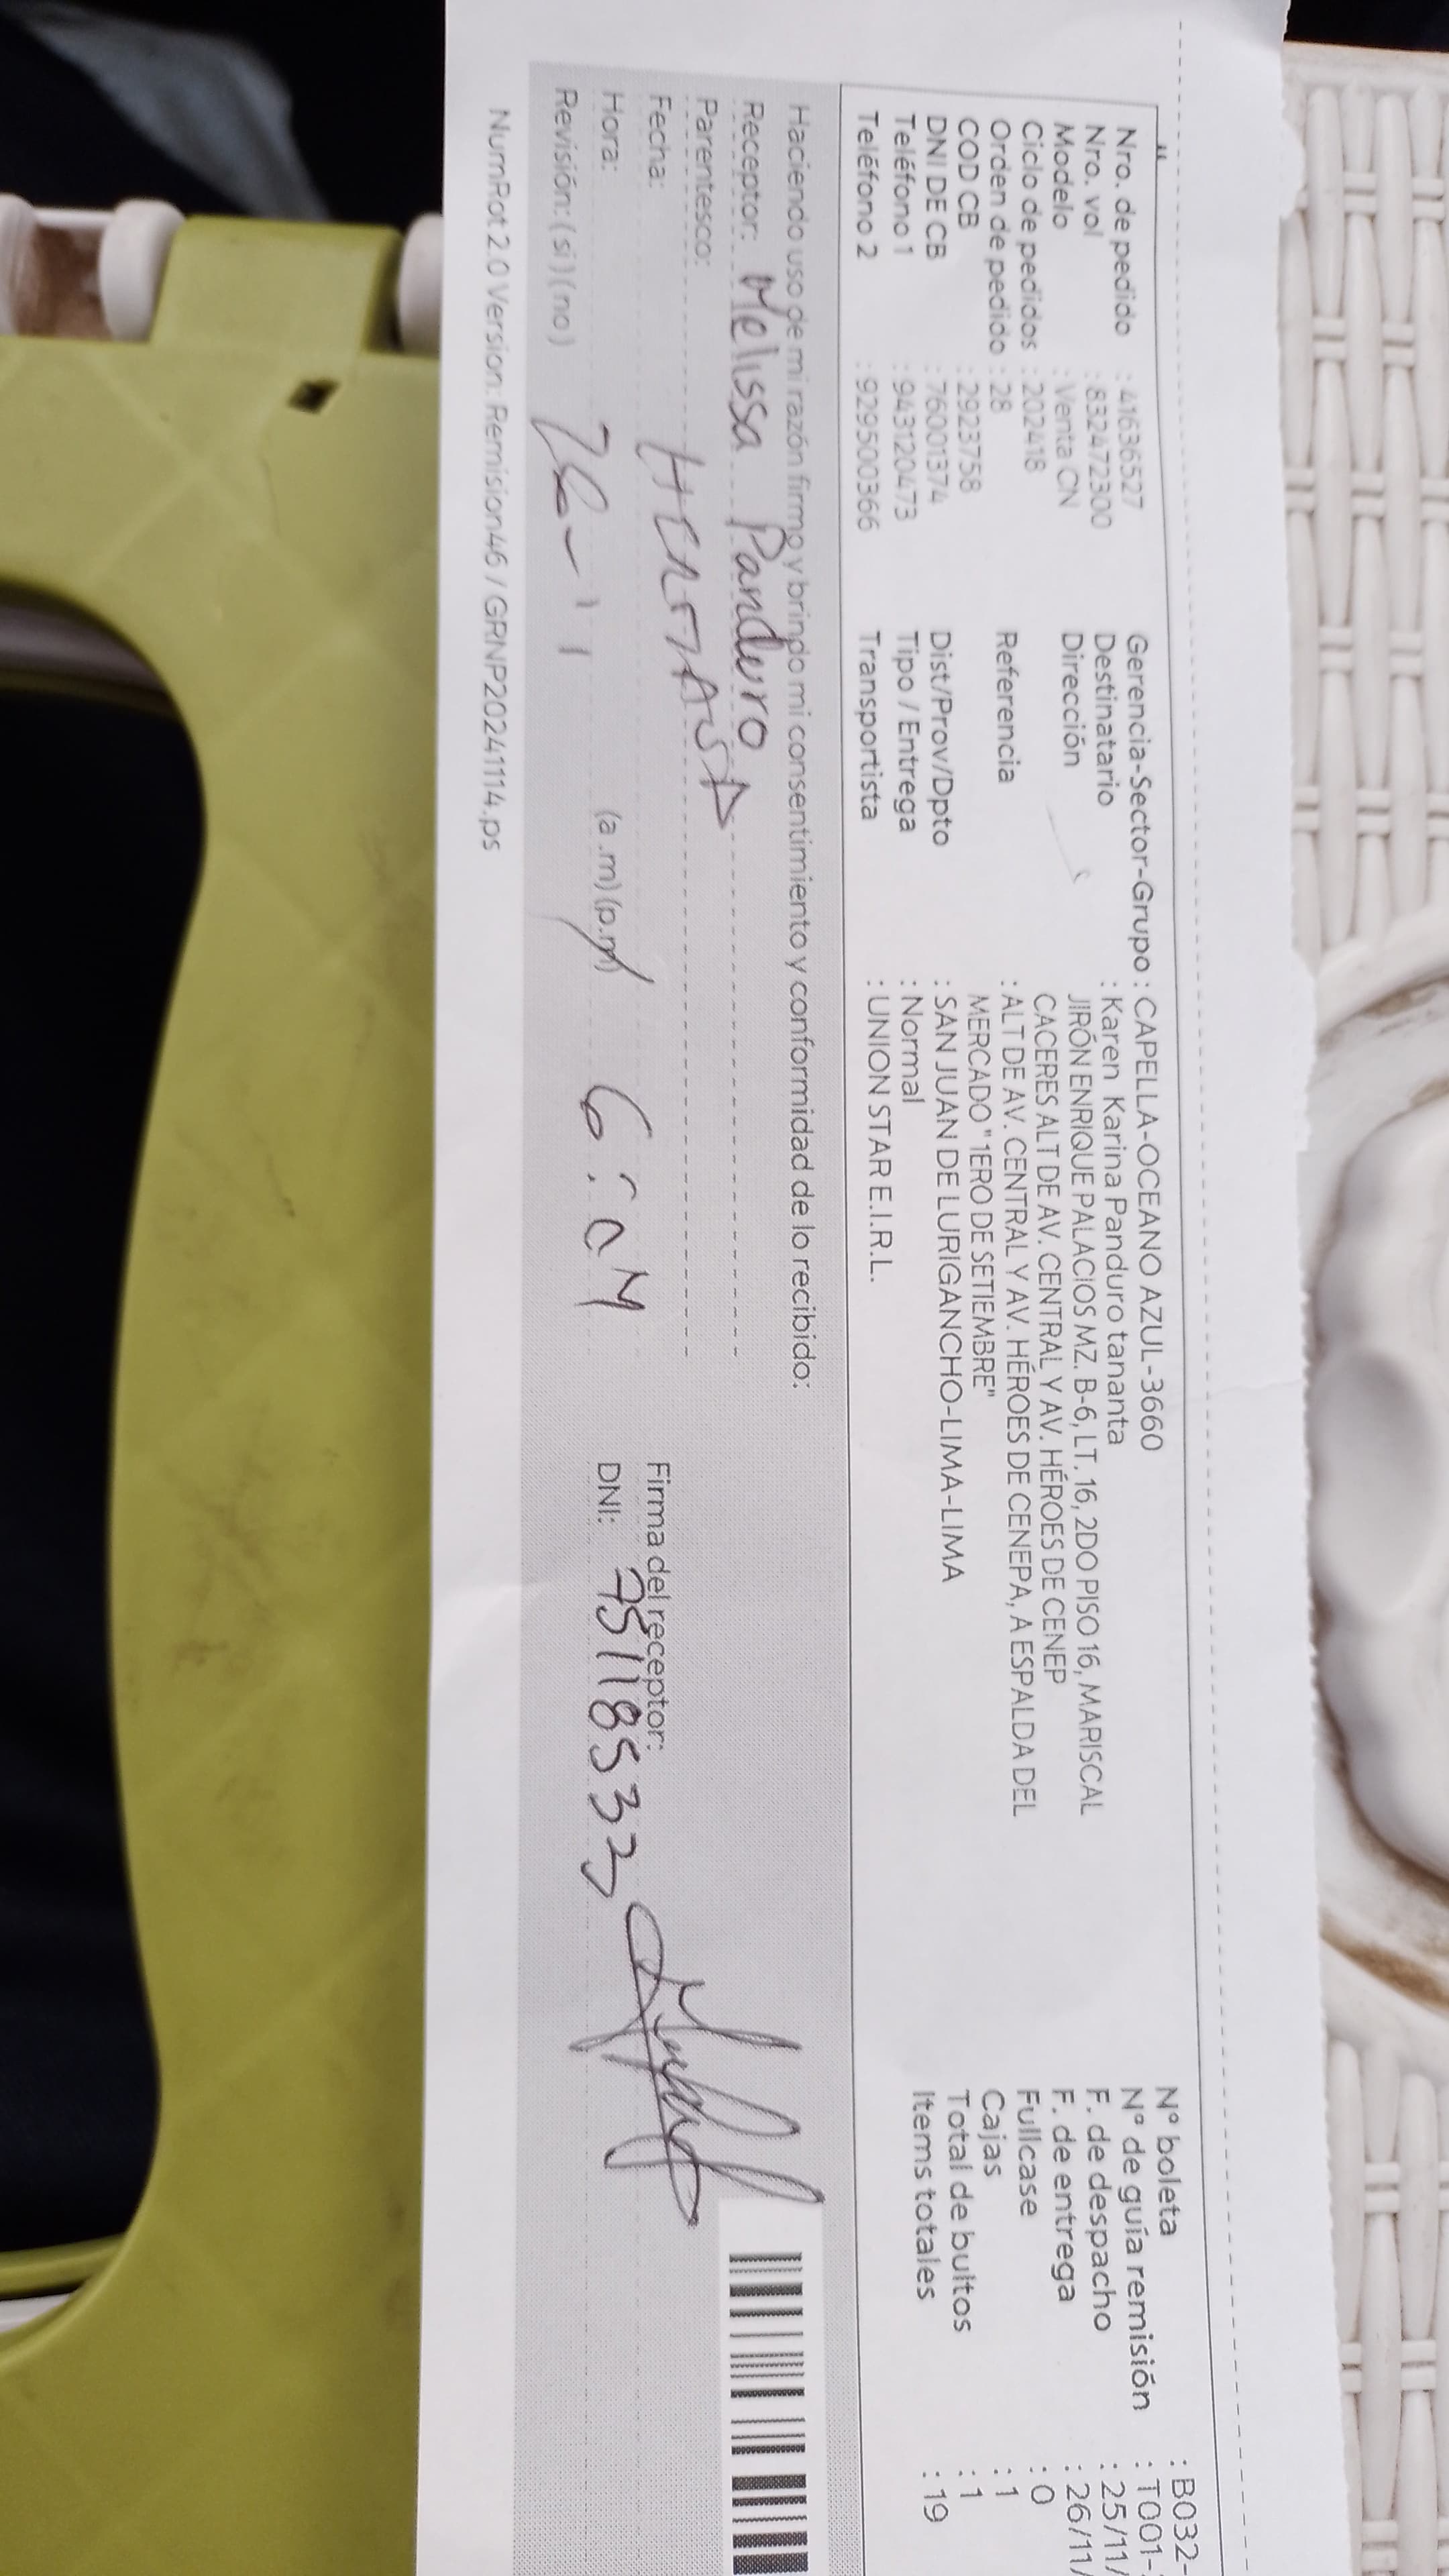 Nro. de pedido : 41636527
Nro. vol : 832472300
Modelo : Venta CN
Ciclo de pedidos : 202418
Orden de pedido : 28
COD CB : 2923758
DNI DE CB : 76001374
Teléfono 1 : 943120473
Teléfono 2 : 929500366
Gerencia-Sector-Grupo : CAPELLA-OCEANO AZUL-3660
Destinatario : Karen Karina Panduro tananta
Dirección JIRÓN ENRIQUE PALACIOS MZ. B-6, LT. 16, 2DO PISO 16, MARISCAL
CACERES ALT DE AV. CENTRAL Y AV. HÉROES DE CENEP
Referencia : ALT DE AV. CENTRAL Y AV. HÉROES DE CENEPA, A ESPALDA DEL
MERCADO "1ERO DE SETIEMBRE"
Dist/Prov/Dpto : SAN JUAN DE LURIGANCHO-LIMA-LIMA
Tipo / Entrega : Normal
Transportista : UNION STAR E.I.R.L.
N° boleta : B032-
N° de guía remisión : T001-
F. de despacho : 25/11/
F. de entrega : 26/11/
Fullcase : 0
Cajas : 1
Total de bultos : 1
Items totales : 19
Haciendo uso de mi razón firmo y brindo mi consentimiento y conformidad de lo recibido:
Receptor: Melissa Panduro
Parentesco:
Fecha:
Hora: (a.m) (p.m)
Revisión: (si) (no)
Firma del receptor:
DNI:
NumRot 2.0 Version: Remision46 / GRNP20241114.ps